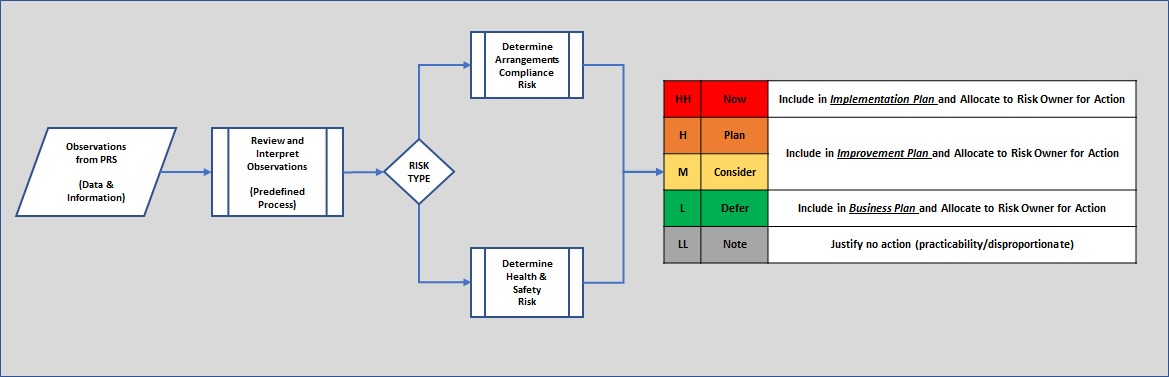 Observations
from PRS
(Data &
Information)
Review and
Interpret
Observations
(Predefined
Process)
RISK
TYPE
Determine
Arrangements
Compliance
Risk
Determine
Health &
Safety
Risk
HH Now Include in Implementation Plan and Allocate to Risk Owner for Action
H Plan
Include in Improvement Plan and Allocate to Risk Owner for Action
M Consider
L Defer Include in Business Plan and Allocate to Risk Owner for Action
LL Note Justify no action (practicability/disproportionate)